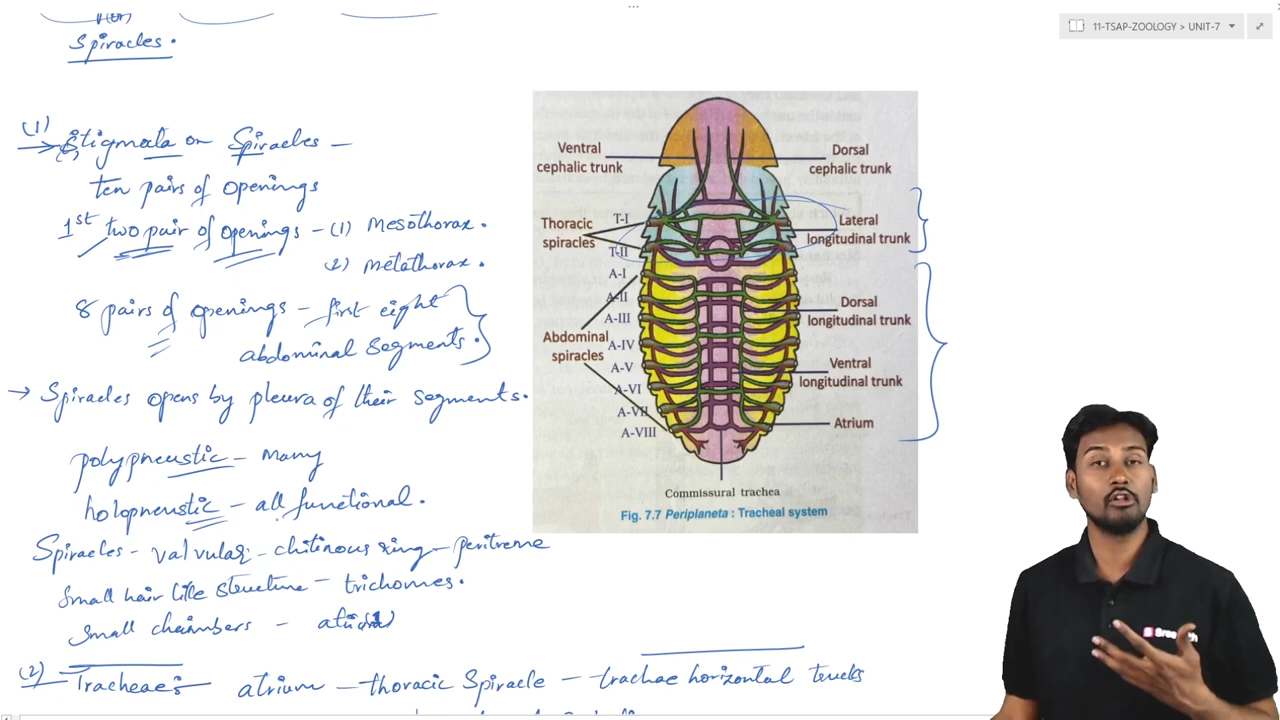 11-TSAP-ZOOLOGY > UNIT-7
Spiracles.
(1)
Stigmata or Spiracles –
ten pairs of openings
1st two pair of openings – (1) Mesothorax.
2) Metathorax.
8 pairs of openings – first eight
abdominal segments.
→ Spiracles opens by pleura of their segments.
polypneustic – many
holopneustic – all functional.
Spiracles – valvular – chitinous ring – peritreme
Small hair like structure – trichomes.
Small chambers –
(2) Tracheae:– atrium – thoracic Spiracle – trachae horizontal
Ventral
cephalic trunk
Dorsal
cephalic trunk
Thoracic
spiracles
T-I
T-II
Lateral
longitudinal trunk
A-I
A-II
A-III
A-IV
A-V
A-VI
A-VII
A-VIII
Abdominal
spiracles
Dorsal
longitudinal trunk
Ventral
longitudinal trunk
Atrium
Commissural trachea
Fig. 7.7 Periplaneta : Tracheal system